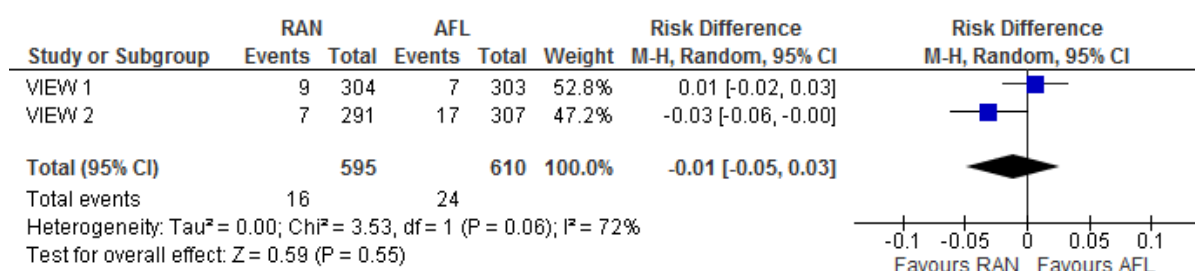 RAN AFL Risk Difference Risk Difference
Study or Subgroup Events Total Events Total Weight M-H, Random, 95% CI M-H, Random, 95% CI
VIEW 1 9 304 7 303 52.8% 0.01 [-0.02, 0.03]
VIEW 2 7 291 17 307 47.2% -0.03 [-0.06, -0.00]
Total (95% CI) 595 610 100.0% -0.01 [-0.05, 0.03]
Total events 16 24
Heterogeneity: Tau² = 0.00; Chi² = 3.53, df = 1 (P = 0.06); I² = 72%
Test for overall effect: Z = 0.59 (P = 0.55)
-0.1 -0.05 0 0.05 0.1
Favours RAN Favours AFL